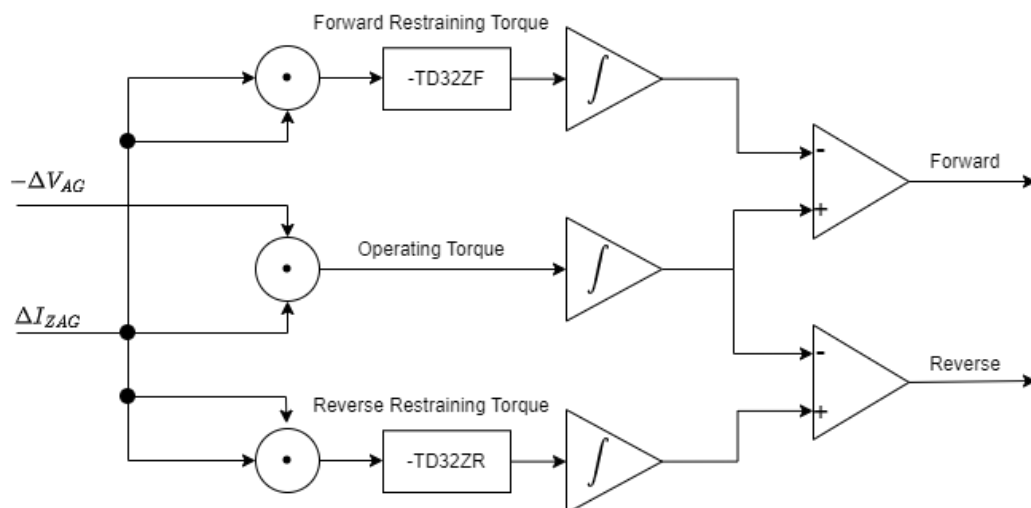 Forward Restraining Torque
-TD32ZF
∫
-
Forward
−ΔV_AG
+
Operating Torque
∫
ΔI_ZAG
-
Reverse
Reverse Restraining Torque
+
-TD32ZR
∫